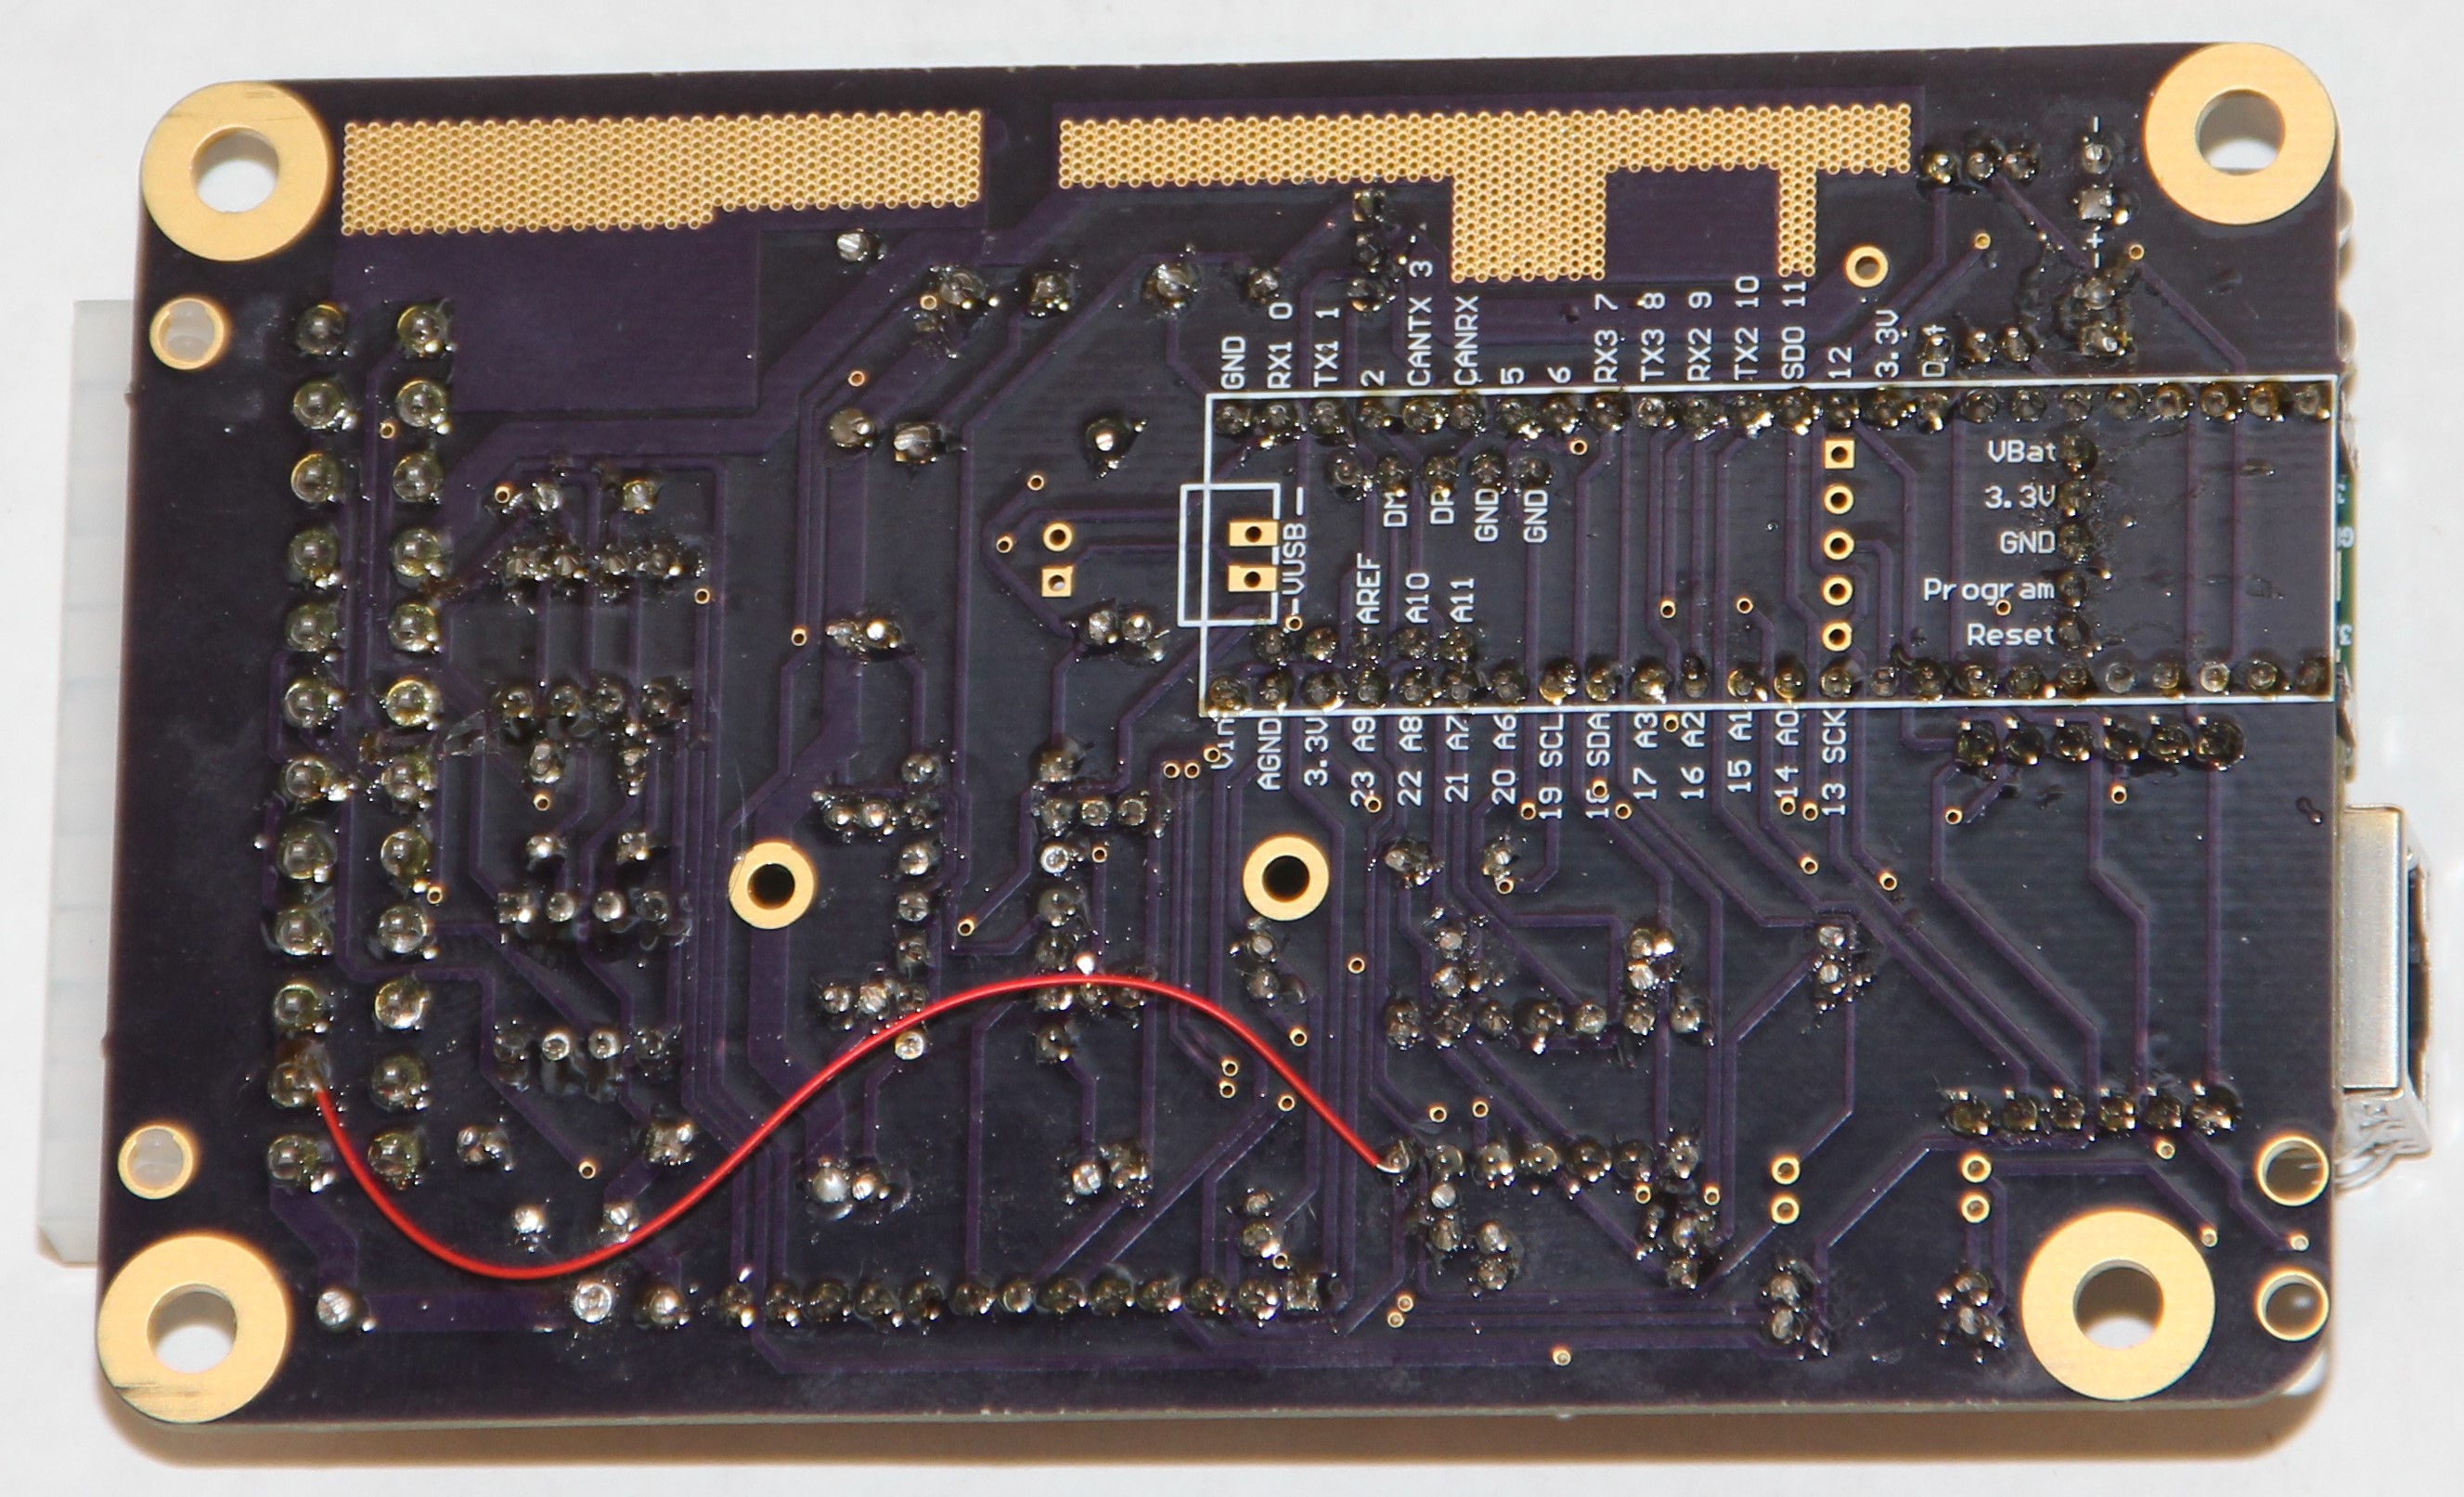 -
+
GND
RX1 0
TX1 1
2
CANTX 3
CANRX
5
6
RX3 7
TX3 8
RX2 9
TX2 10
SDO 11
12
3.3V
VBat
3.3V
GND
Program
Reset
DM
GND
GND
VUSB
AREF
A10
A11
Vin
AGND
3.3V
23 A9
22 A8
21 A7
20 A6
19 SCL
18 SDA
17 A3
16 A2
15 A1
14 A0
13 SCK